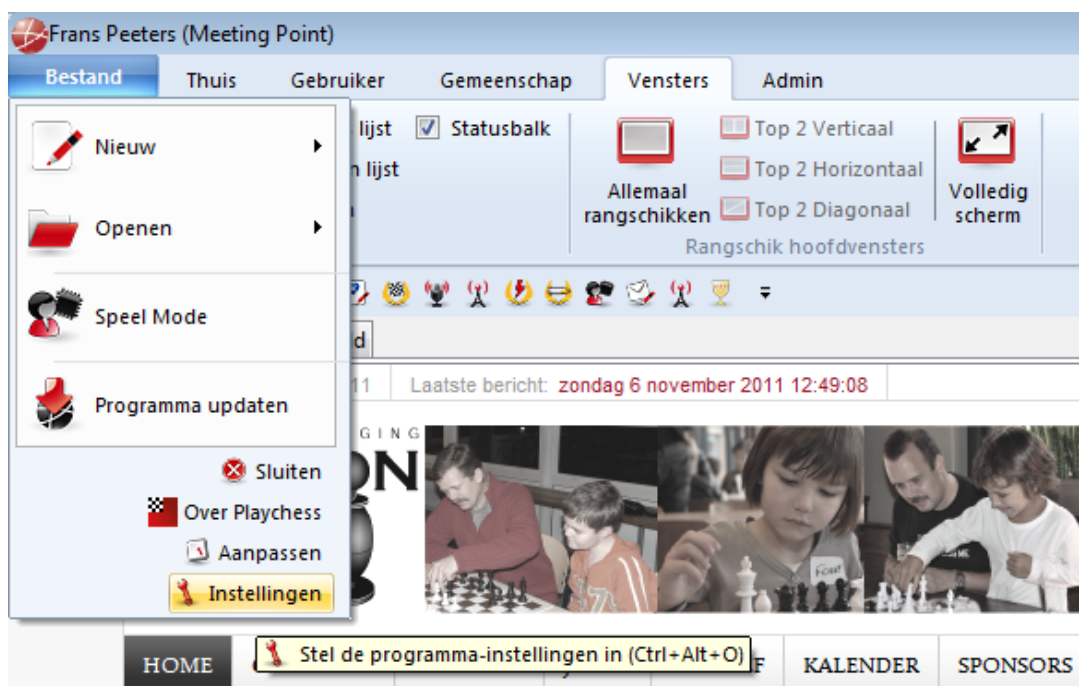 Frans Peeters (Meeting Point)
Bestand Thuis Gebruiker Gemeenschap Vensters Admin
Nieuw
Openen
Speel Mode
Programma updaten
Sluiten
Over Playchess
Aanpassen
Instellingen
lijst Statusbalk
lijst
Allemaal
rangschikken
Top 2 Verticaal
Top 2 Horizontaal
Top 2 Diagonaal
Volledig
scherm
Rangschik hoofdvensters
11 Laatste bericht: zondag 6 november 2011 12:49:08
GING
ON
Stel de programma-instellingen in (Ctrl+Alt+O)
HOME KALENDER SPONSORS